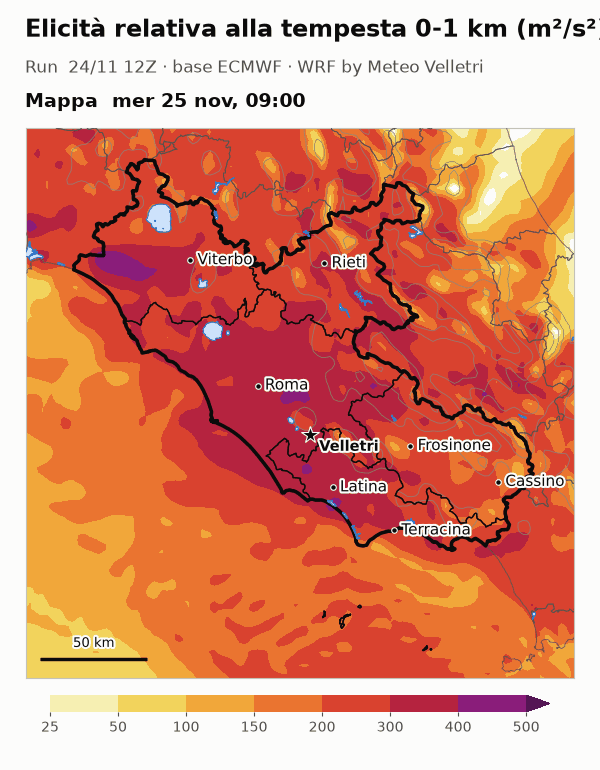 Elicità relativa alla tempesta 0-1 km (m²/s²)
Run  24/11 12Z · base ECMWF · WRF by Meteo Velletri
Mappa  mer 25 nov, 09:00
Viterbo
Rieti
Roma
Velletri
Frosinone
Latina
Cassino
Terracina
50 km
25 50 100 150 200 300 400 500